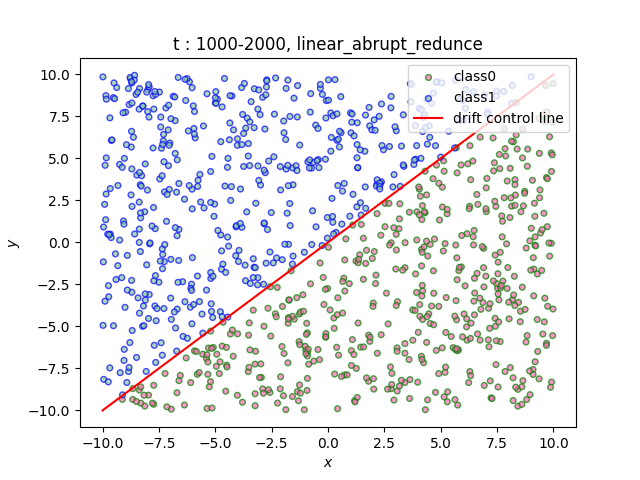 t : 1000-2000, linear_abrupt_redunce
class0
class1
drift control line
10.0
7.5
5.0
2.5
0.0
−2.5
−5.0
−7.5
−10.0
y
−10.0 −7.5 −5.0 −2.5 0.0 2.5 5.0 7.5 10.0
x